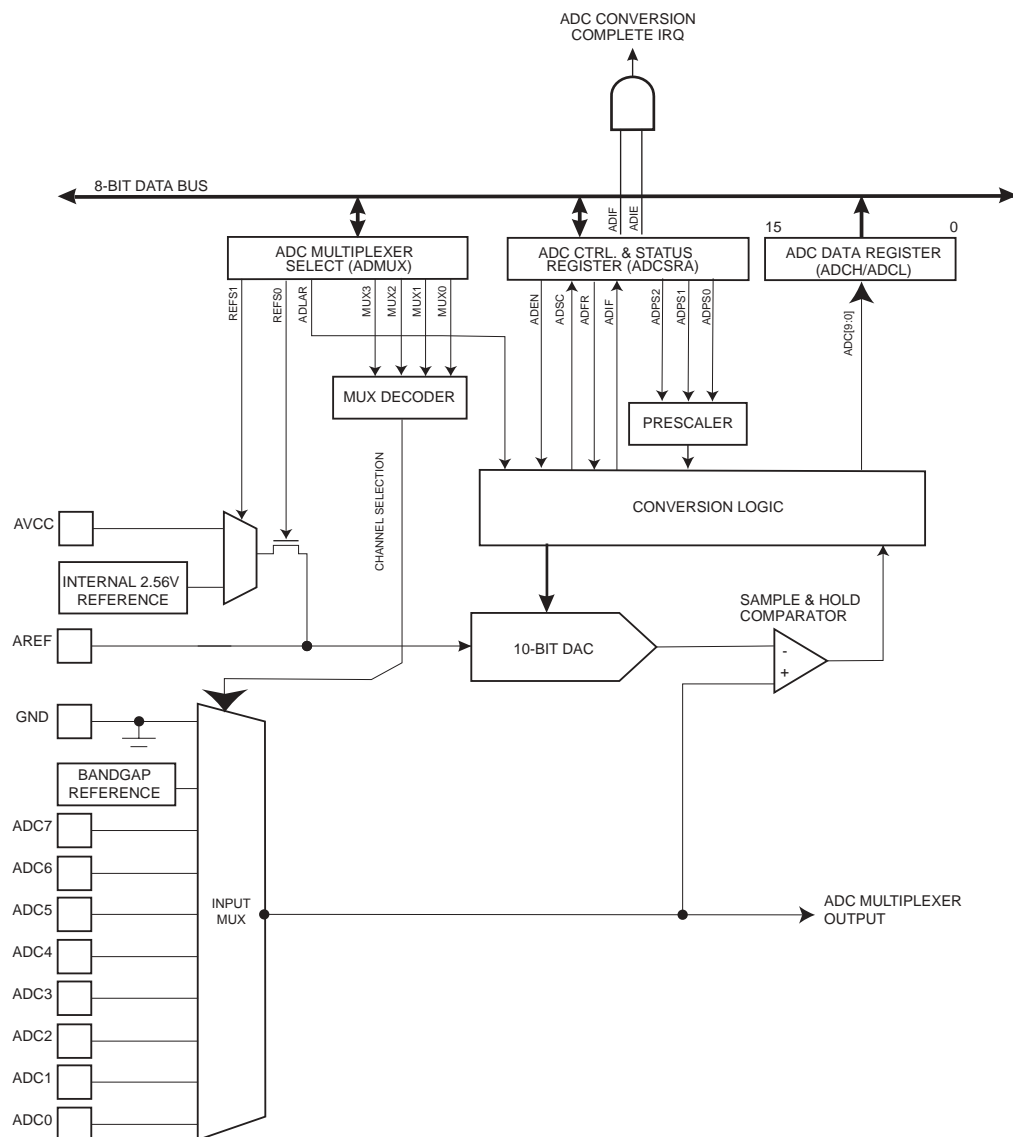 ADC CONVERSION
COMPLETE IRQ
8-BIT DATA BUS
ADIF
ADIE
15
0
ADC MULTIPLEXER
SELECT (ADMUX)
ADC CTRL. & STATUS
REGISTER (ADCSRA)
ADC DATA REGISTER
(ADCH/ADCL)
REFS1
REFS0
ADLAR
MUX3
MUX2
MUX1
MUX0
ADEN
ADSC
ADFR
ADIF
ADPS2
ADPS1
ADPS0
ADC[9:0]
MUX DECODER
PRESCALER
CHANNEL SELECTION
CONVERSION LOGIC
AVCC
INTERNAL 2.56V
REFERENCE
SAMPLE & HOLD
COMPARATOR
AREF
10-BIT DAC
-
+
GND
BANDGAP
REFERENCE
ADC7
ADC6
ADC5
INPUT
MUX
ADC MULTIPLEXER
OUTPUT
ADC4
ADC3
ADC2
ADC1
ADC0